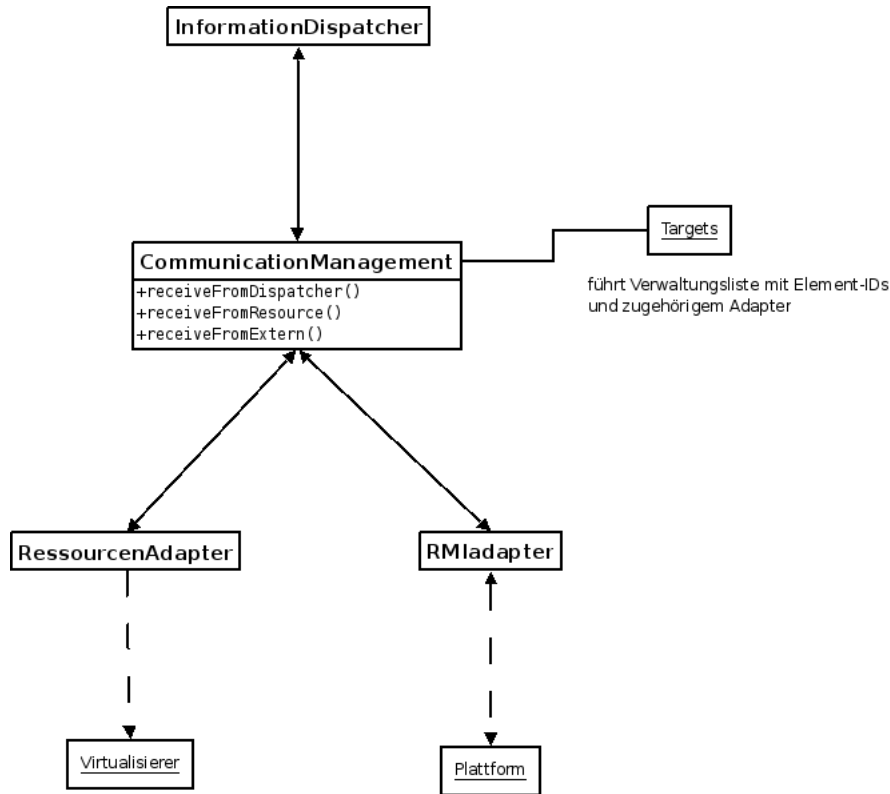 InformationDispatcher
Targets
CommunicationManagement
+receiveFromDispatcher()
+receiveFromResource()
+receiveFromExtern()
führt Verwaltungsliste mit Element-IDs
und zugehörigem Adapter
RessourcenAdapter
RMIadapter
Virtualisierer
Plattform